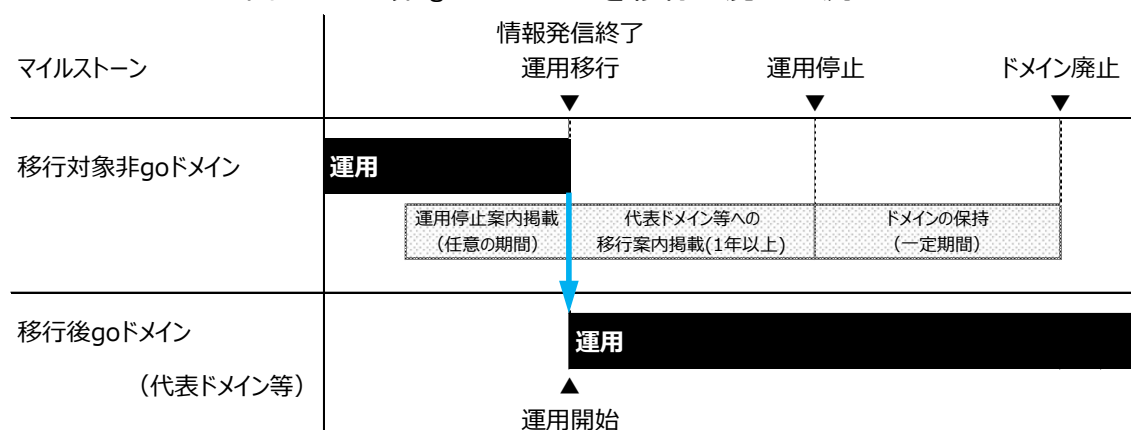 情報発信終了
マイルストーン 運用移行 運用停止 ドメイン廃止
▼ ▼ ▼
移行対象非goドメイン 運用
運用停止案内掲載 代表ドメイン等への ドメインの保持
（任意の期間） 移行案内掲載(1年以上) （一定期間）
移行後goドメイン 運用
（代表ドメイン等） ▲
運用開始